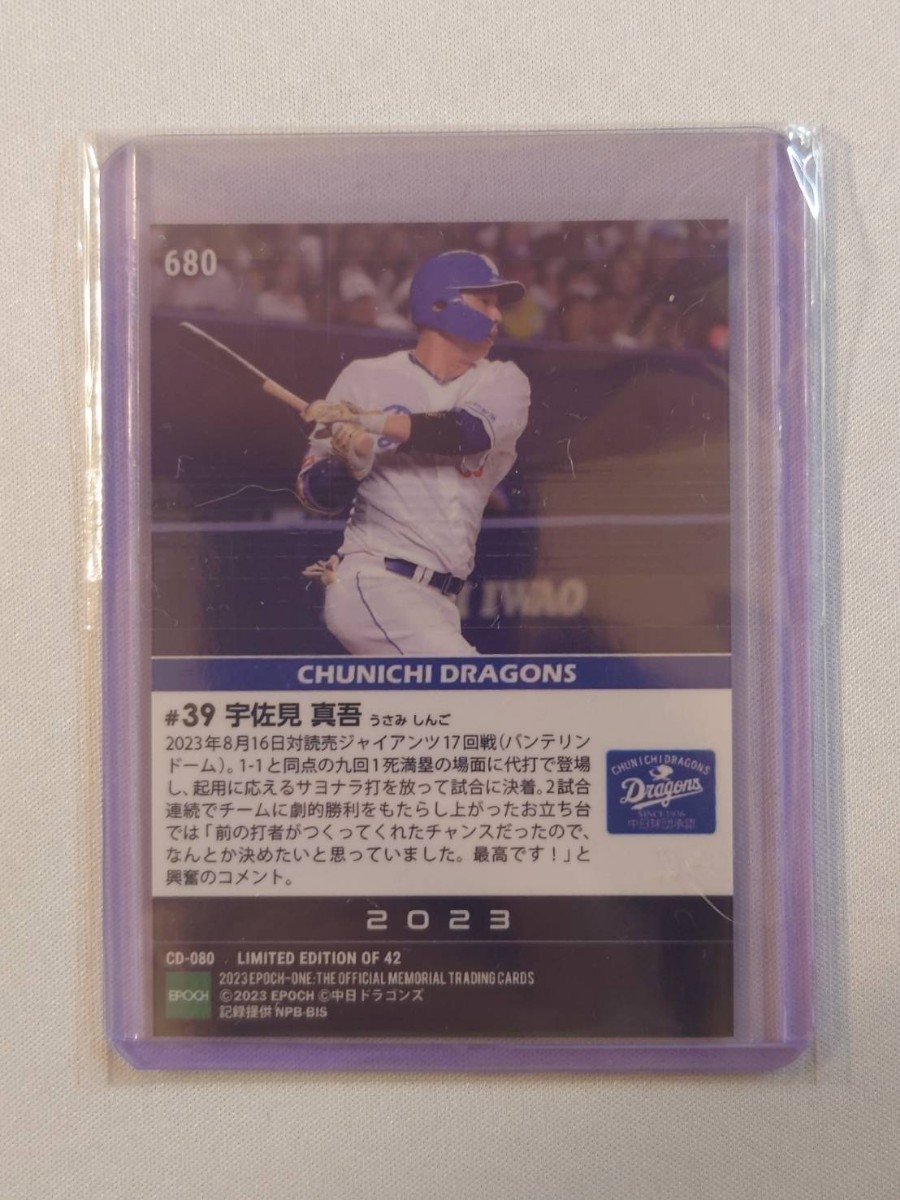 680
IWAO
CHUNICHI DRAGONS
#39 宇佐見 真吾 うさみ しんご
2023年8月16日対読売ジャイアンツ17回戦(バンテリン
ドーム)。1-1と同点の九回1死満塁の場面に代打で登場
し、起用に応えるサヨナラ打を放って試合に決着。2試合
連続でチームに劇的勝利をもたらし上がったお立ち台
では「前の打者がつくってくれたチャンスだったので、
なんとか決めたいと思っていました。最高です!」と
興奮のコメント。
CHUNICHI DRAGONS
Dragons
SINCE 1936
中日球団承認
2023
CD-080 . LIMITED EDITION OF 42
EPOCH
2023 EPOCH-ONE:THE OFFICIAL MEMORIAL TRADING CARDS
©2023 EPOCH ©中日ドラゴンズ
記録提供 NPB-BIS